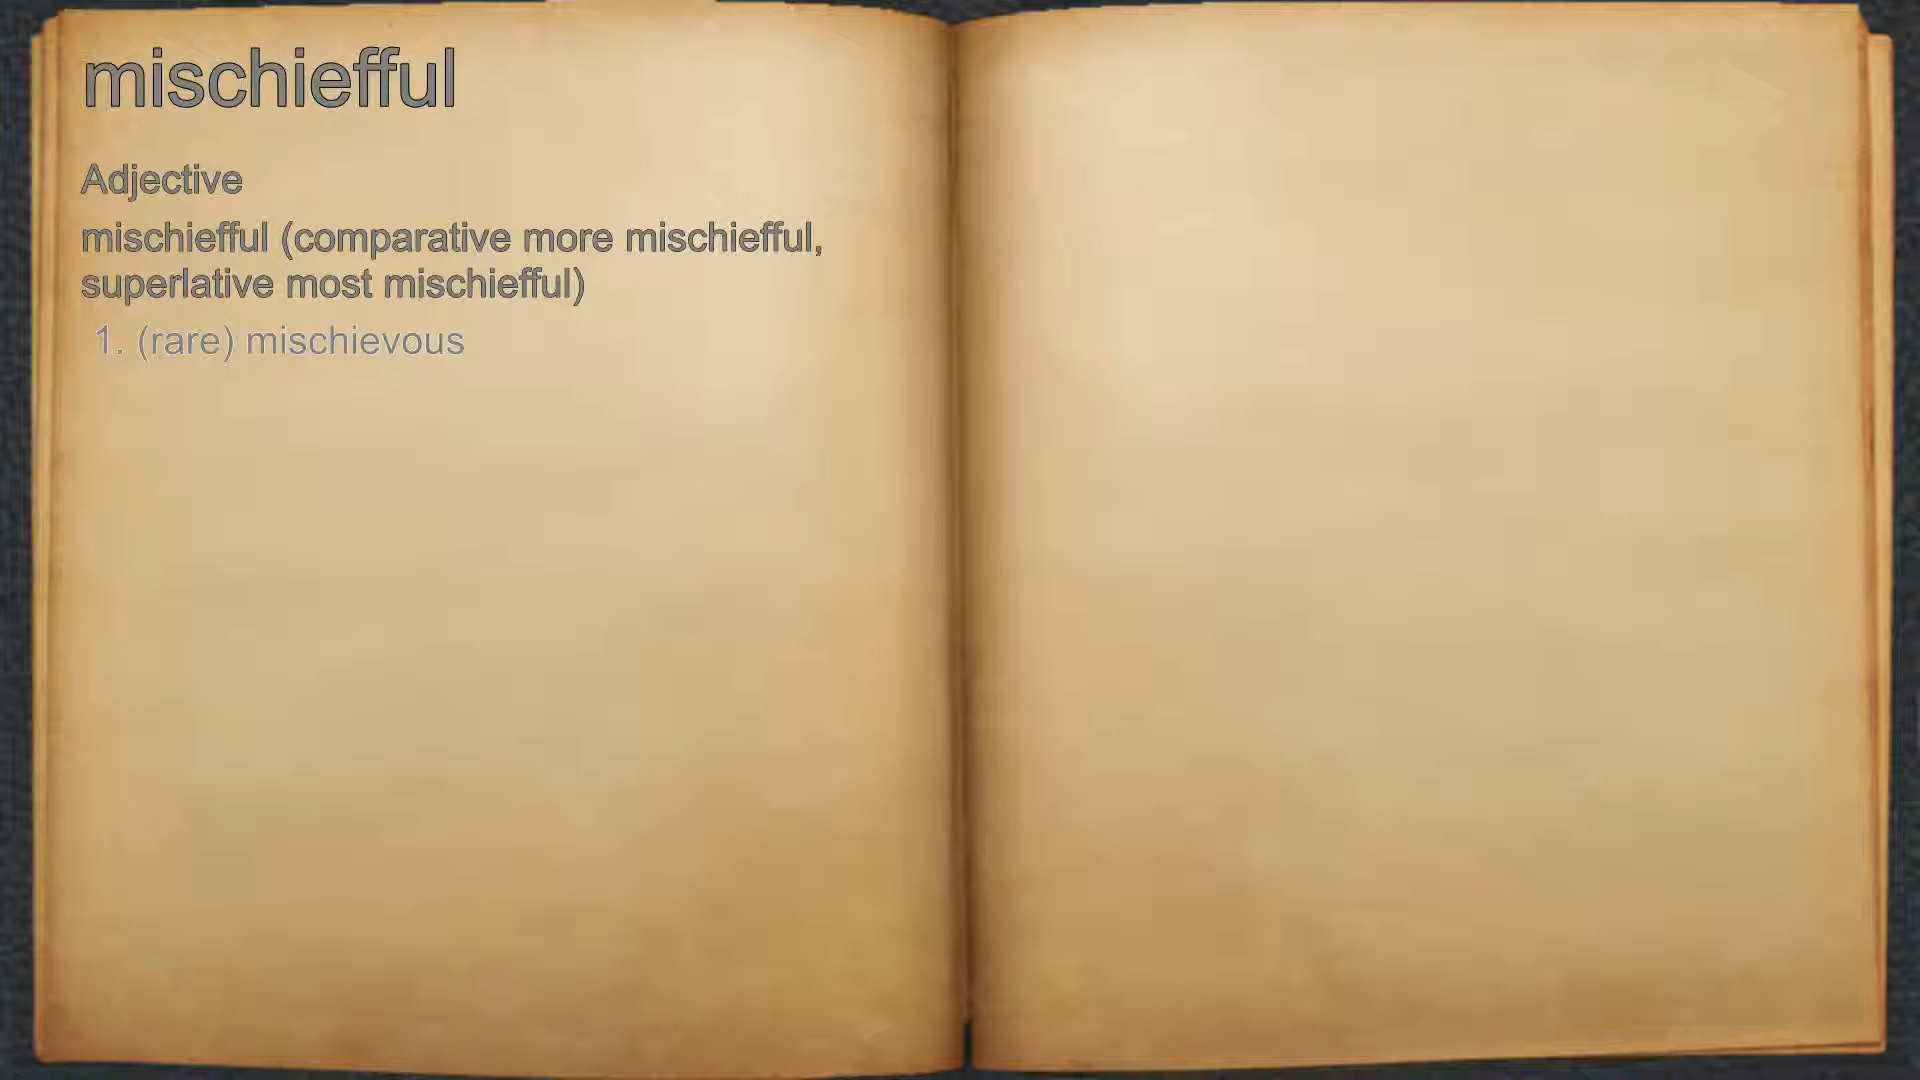 mischiefful
Adjective
mischiefful (comparative more mischiefful,
superlative most mischiefful)
1. (rare) mischievous